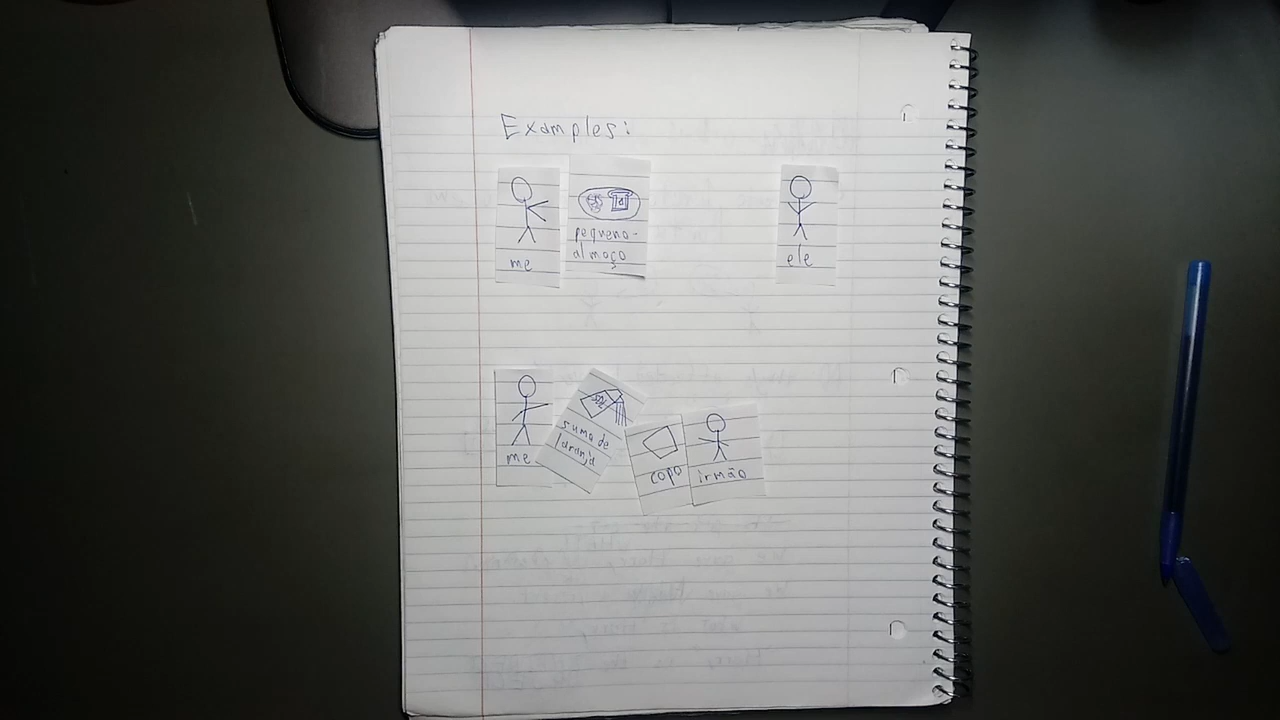 Examples:
me
pequeno-
almoço
ele
me
sumo de
laranja
copo
irmão